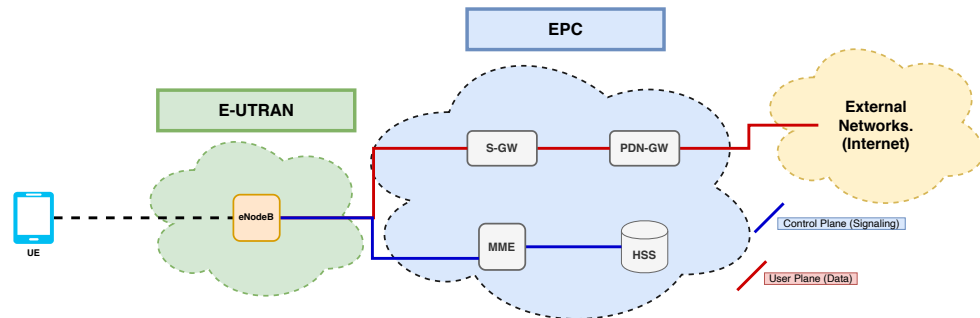 EPC
E-UTRAN
External
Networks.
(Internet)
S-GW
PDN-GW
eNodeB
UE
MME
HSS
Control Plane (Signaling)
User Plane (Data)